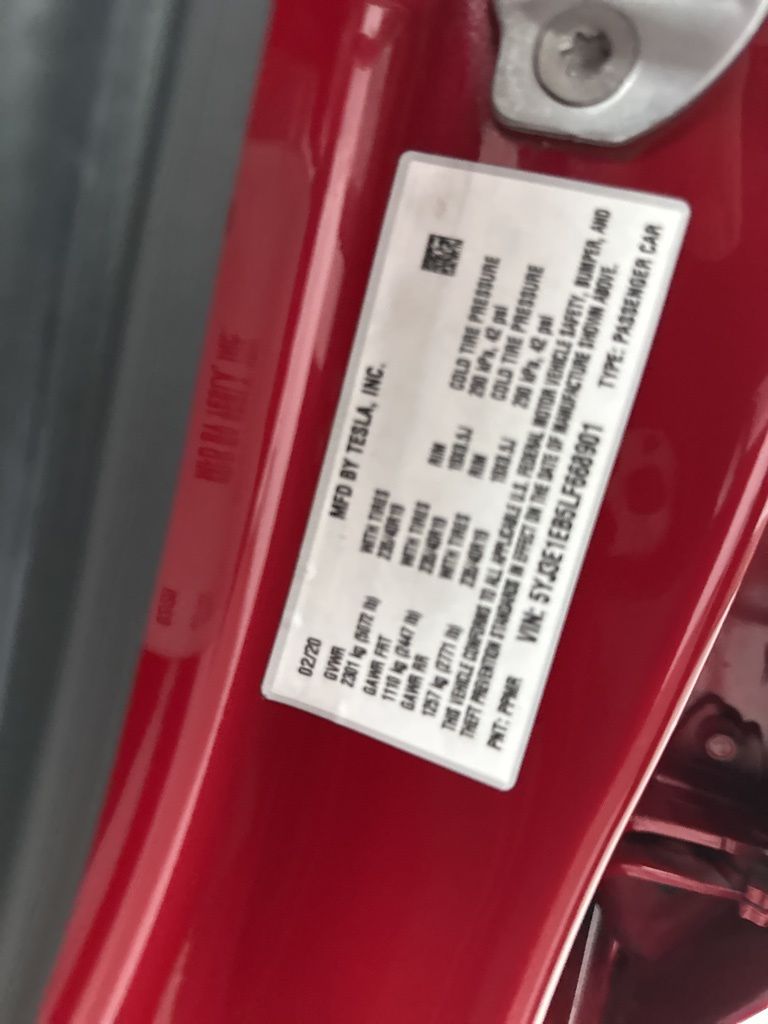 MFD BY TESLA, INC.
02/20
GVWR
2301 kg (5072 lb)
GAWR FRT WITH TIRES RIM COLD TIRE PRESSURE
1110 kg (2447 lb) 235/40R19 19X8.5J 290 kPa, 42 psi
GAWR RR WITH TIRES RIM COLD TIRE PRESSURE
1257 kg (2771 lb) 235/40R19 19X8.5J 290 kPa, 42 psi
THIS VEHICLE CONFORMS TO ALL APPLICABLE U.S. FEDERAL MOTOR VEHICLE SAFETY, BUMPER, AND
THEFT PREVENTION STANDARDS IN EFFECT ON THE DATE OF MANUFACTURE SHOWN ABOVE.
PNT: PPMR VIN: 5YJ3E1EB5LF668901 TYPE: PASSENGER CAR